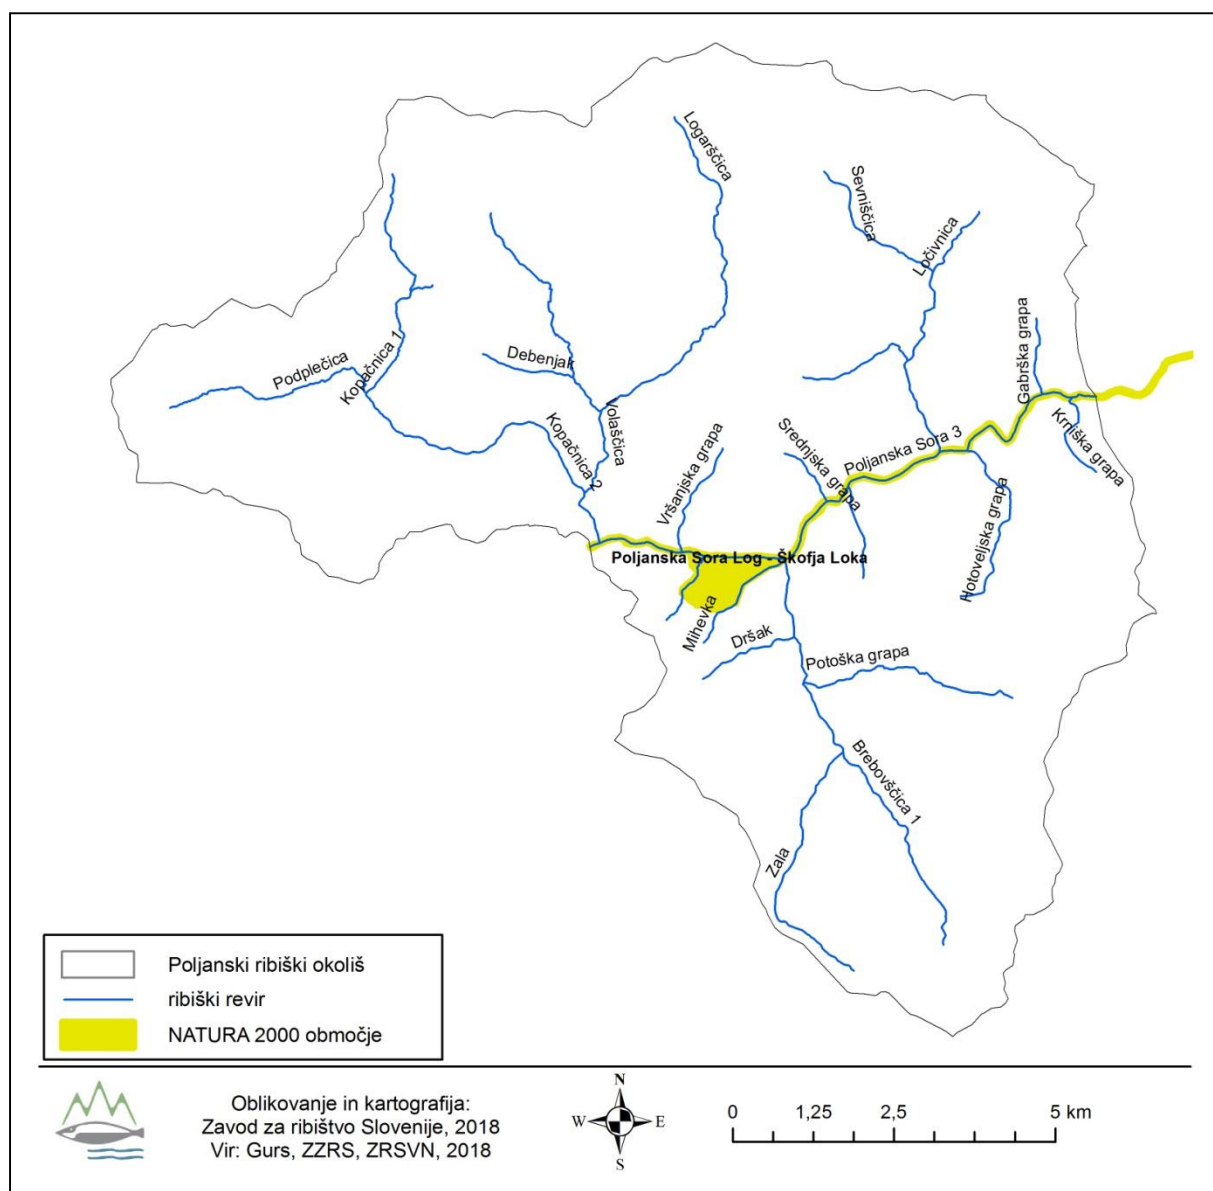 Logarščica
Sevniščica
Ločivnica
Gabrška grapa
Podplečica
Kopačnica 1
Debenjak
Volaščica
Kopačnica 2
Vršanjska grapa
Srednjska grapa
Poljanska Sora 3
Krniška grapa
Hotoveljska grapa
Poljanska Sora Log - Škofja Loka
Mihevka
Dršak
Potoška grapa
Brebovščica 1
Zala
Poljanski ribiški okoliš
ribiški revir
NATURA 2000 območje
Oblikovanje in kartografija:
Zavod za ribištvo Slovenije, 2018
Vir: Gurs, ZZRS, ZRSVN, 2018
N
W E
S
0 1,25 2,5 5 km